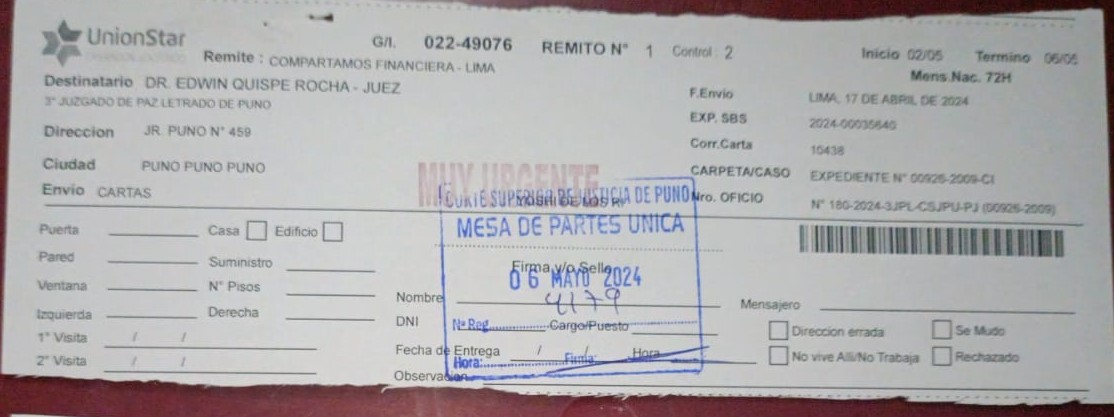 UnionStar
G/I. 022-49076 REMITO N° 1 Control : 2
Inicio 02/05 Termino 06/05
Remite : COMPARTAMOS FINANCIERA - LIMA
Mens.Nac. 72H
Destinatario DR. EDWIN QUISPE ROCHA - JUEZ
3° JUZGADO DE PAZ LETRADO DE PUNO
F.Envio LIMA, 17 DE ABRIL DE 2024
EXP. SBS 2024-00035640
Direccion JR. PUNO N° 459
Corr.Carta 10438
Ciudad PUNO PUNO PUNO
CARPETA/CASO EXPEDIENTE N° 00926-2009-CI
Envio CARTAS
MUY URGENTE
Nro. OFICIO N° 160-2024-3JPL-CSJPU-PJ (00926-2009)
CORTE SUPERIOR DE JUSTICIA DE PUNO
MESA DE PARTES UNICA
Puerta Casa Edificio
Pared Suministro
Firma y/o Sello
06 MAYO 2024
Ventana N° Pisos
4179
Nombre Mensajero
Izquierda Derecha
DNI N° Reg. Cargo/Puesto
Direccion errada Se Mudo
1° Visita / /
Fecha de Entrega / / Hora
No vive Alli/No Trabaja Rechazado
2° Visita / /
Hora: Firma:
Observacion